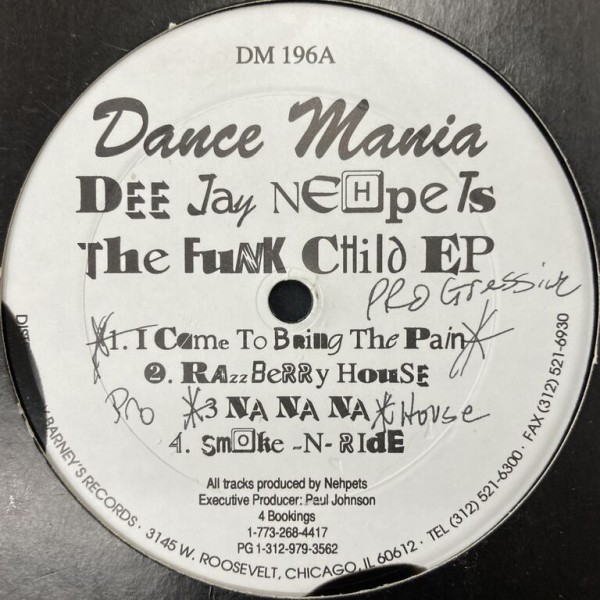 DM 196A
Dance Mania
DEE Jay NEHpeTs
The FuNK CHild EP
PROGressive
*1. I Came To Bring The Pain*
2. RAzzBeRRy HouSE
Pro *3 NA NA NA* House
4. Smoke -N- RIdE
All tracks produced by Nehpets
Executive Producer: Paul Johnson
4 Bookings
1-773-268-4417
PG 1-312-979-3562
BARNEY'S RECORDS · 3145 W. ROOSEVELT, CHICAGO, IL 60612 · TEL (312) 521-6300 · FAX (312) 521-6930